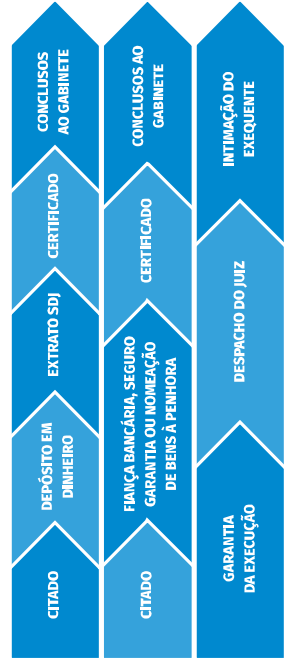 CITADO
DEPÓSITO EM
DINHEIRO
EXTRATO SDJ
CERTIFICADO
CONCLUSOS
AO GABINETE
CITADO
FIANÇA BANCÁRIA, SEGURO
GARANTIA OU NOMEAÇÃO
DE BENS À PENHORA
CERTIFICADO
CONCLUSOS AO
GABINETE
GARANTIA
DA EXECUÇÃO
DESPACHO DO JUIZ
INTIMAÇÃO DO
EXEQUENTE